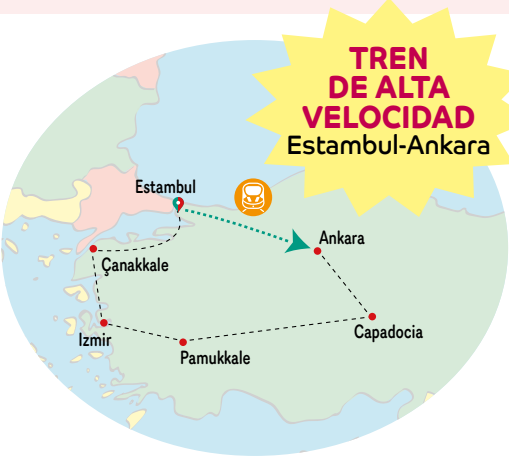 TREN
DE ALTA
VELOCIDAD
Estambul-Ankara
Estambul
Ankara
Çanakkale
Izmir
Capadocia
Pamukkale